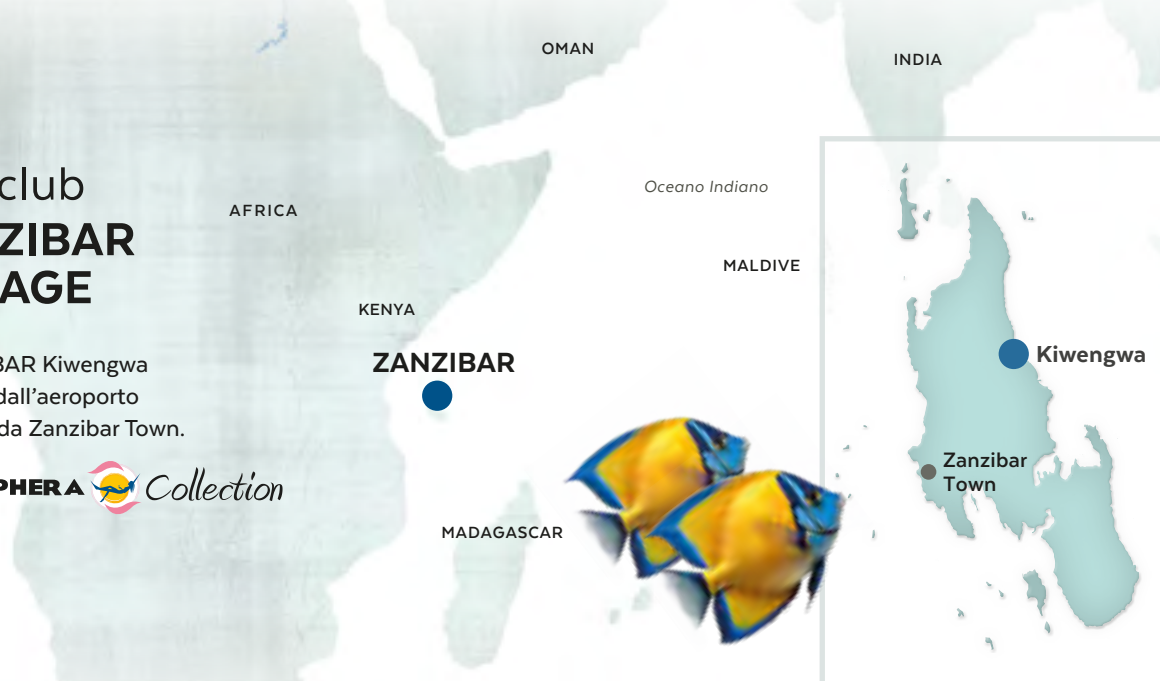 club
ZIBAR
AGE
BAR Kiwengwa
dall’aeroporto
da Zanzibar Town.
PHERA Collection
OMAN
INDIA
AFRICA
Oceano Indiano
MALDIVE
KENYA
ZANZIBAR
MADAGASCAR
Kiwengwa
Zanzibar
Town